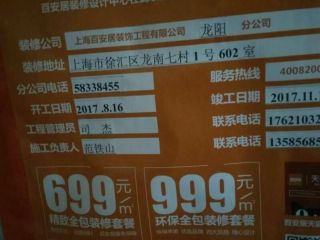 百安居装修设计中心
装修公司 上海百安居装饰工程有限公司 龙阳 分公司
装修地址 上海市徐汇区龙南七村1号602室
分公司电话 58338455 服务热线 4008200
开工日期 2017.8.16 竣工日期 2017.11.
工程管理员 司杰 联系电话 17621032
施工负责人 范铁山 联系电话 13585685
699元/m² 999元/m²
精致全包装修套餐 环保全包装修套餐